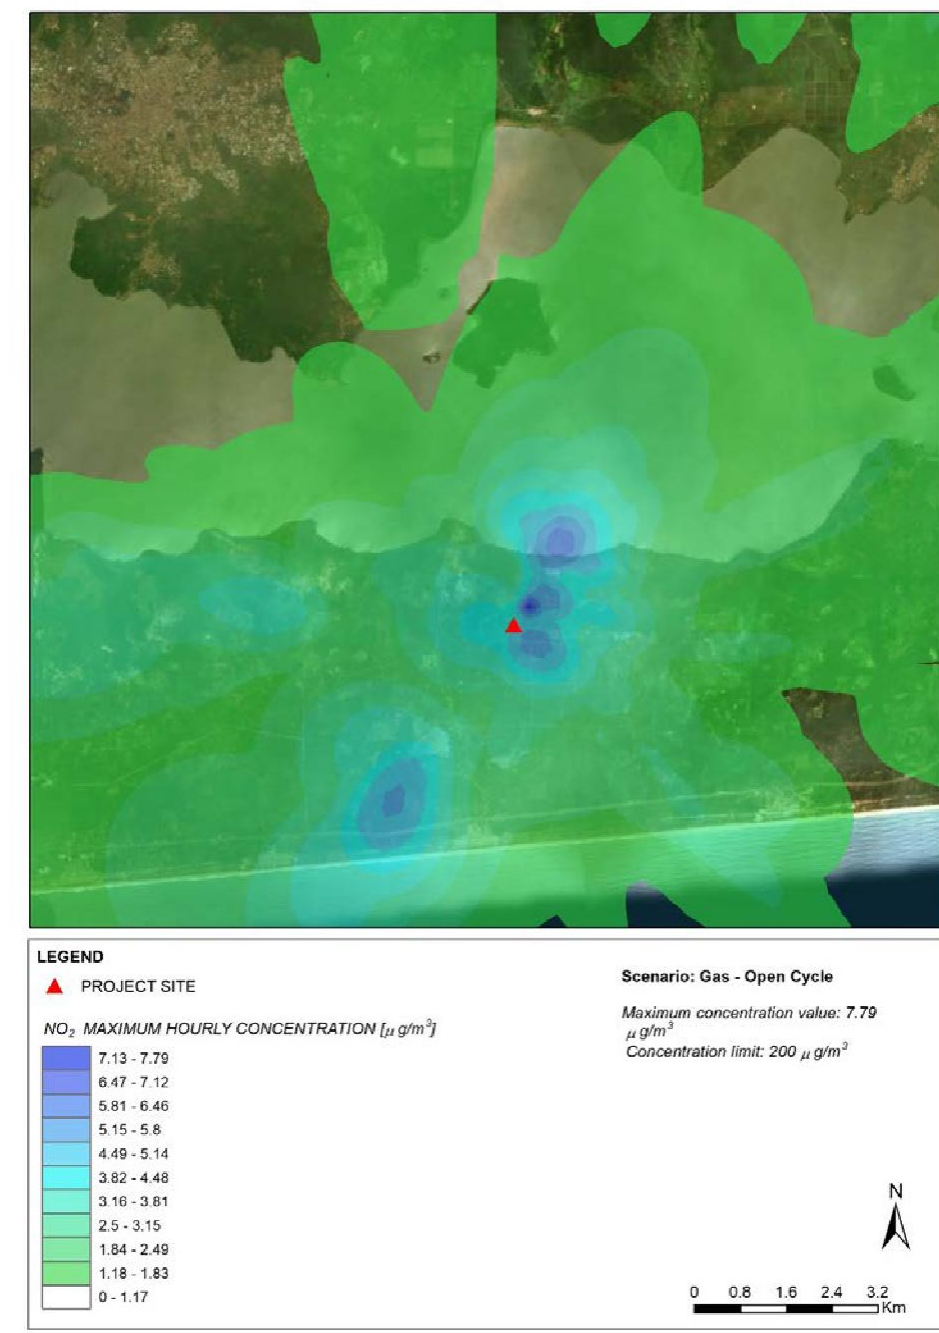 LEGEND
PROJECT SITE
NO₂ MAXIMUM HOURLY CONCENTRATION [μ g/m³]
7.13 - 7.79
6.47 - 7.12
5.81 - 6.46
5.15 - 5.8
4.49 - 5.14
3.82 - 4.48
3.16 - 3.81
2.5 - 3.15
1.84 - 2.49
1.18 - 1.83
0 - 1.17
Scenario: Gas - Open Cycle
Maximum concentration value: 7.79
μ g/m³
Concentration limit: 200 μ g/m³
N
0 0.8 1.6 2.4 3.2
Km